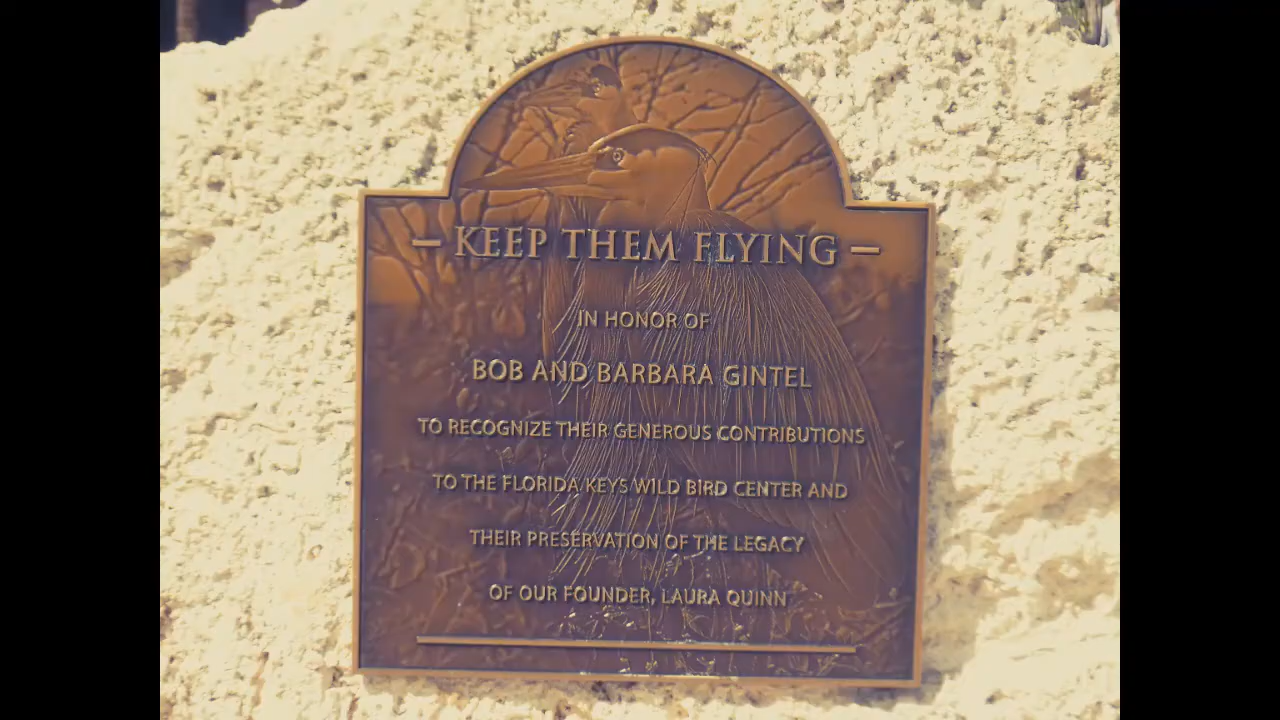 — KEEP THEM FLYING —
IN HONOR OF
BOB AND BARBARA GINTEL
TO RECOGNIZE THEIR GENEROUS CONTRIBUTIONS
TO THE FLORIDA KEYS WILD BIRD CENTER AND
THEIR PRESERVATION OF THE LEGACY
OF OUR FOUNDER, LAURA QUINN